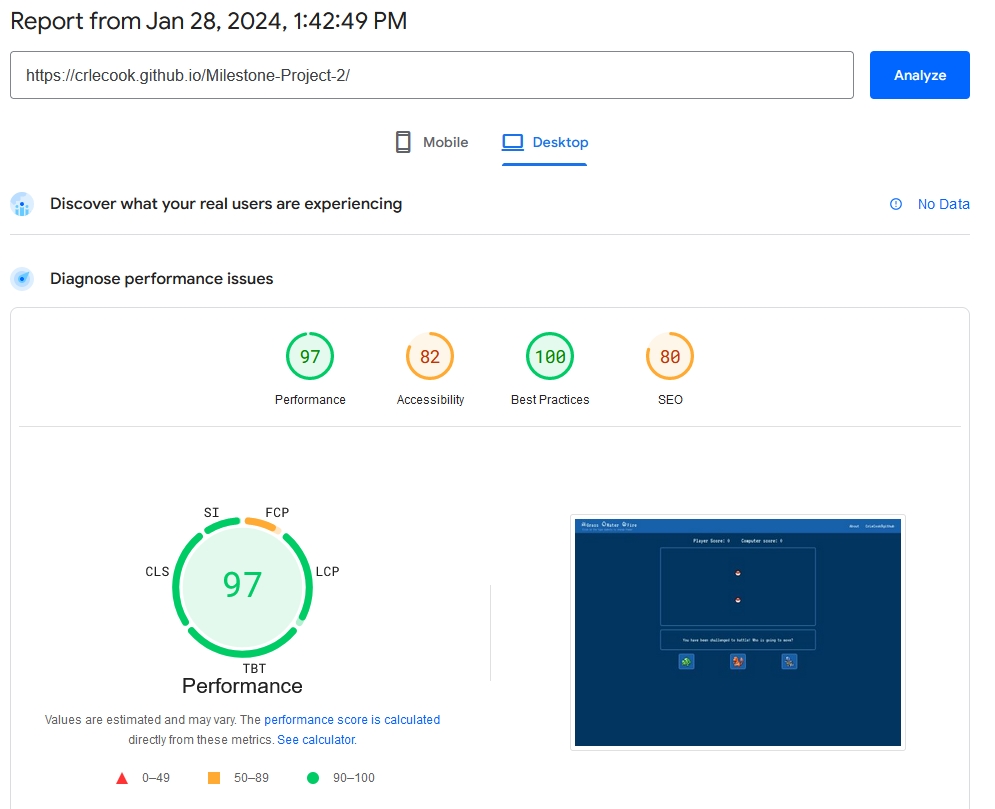 Report from Jan 28, 2024, 1:42:49 PM
https://crlecook.github.io/Milestone-Project-2/
Analyze
Mobile
Desktop
Discover what your real users are experiencing
No Data
Diagnose performance issues
97
82
100
80
Performance
Accessibility
Best Practices
SEO
SI
FCP
CLS
LCP
97
TBT
Performance
Values are estimated and may vary. The performance score is calculated
directly from these metrics. See calculator.
0–49
50–89
90–100
Grass Water Fire
About
Player Score: 0 Computer score: 0
You have been challenged to battle! Who is going to move?